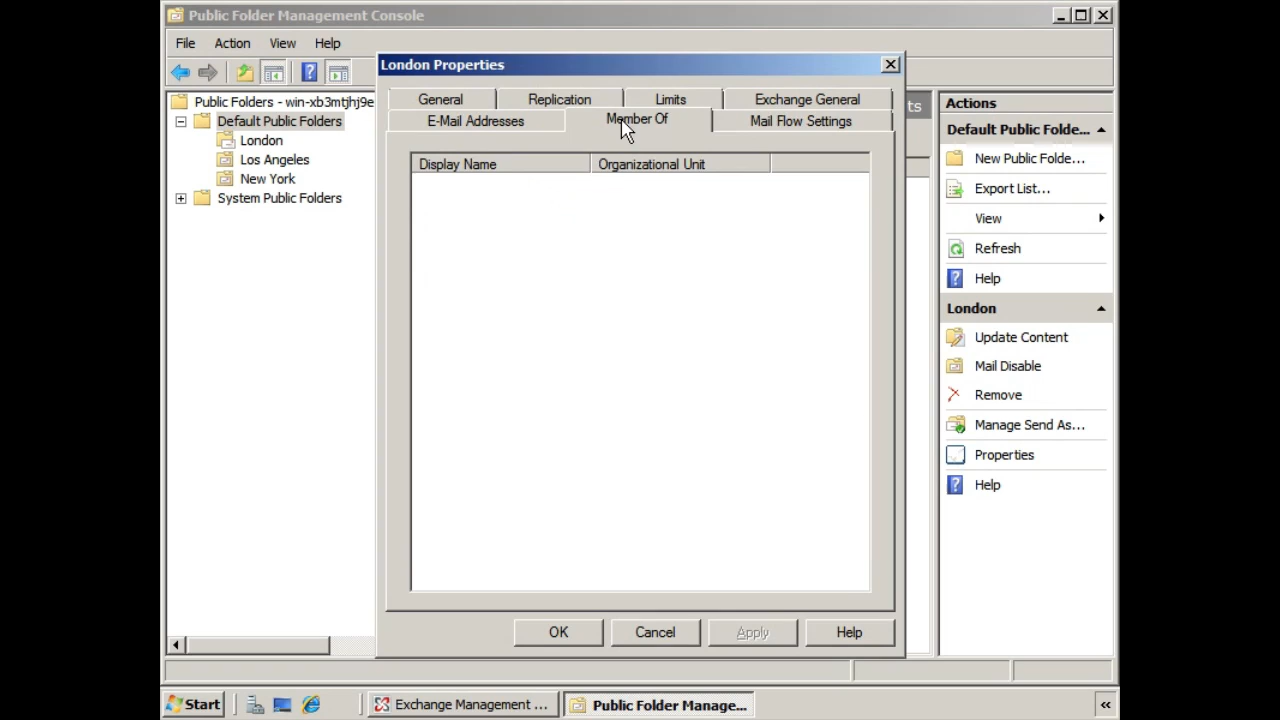 Public Folder Management Console
File Action View Help
Public Folders - win-xb3mtjhj9e
Default Public Folders
London
Los Angeles
New York
System Public Folders
London Properties
General Replication Limits Exchange General
E-Mail Addresses Member Of Mail Flow Settings
Display Name Organizational Unit
OK Cancel Apply Help
ts
Actions
Default Public Folde...
New Public Folde...
Export List...
View
Refresh
Help
London
Update Content
Mail Disable
Remove
Manage Send As...
Properties
Help
Start Exchange Management ... Public Folder Manage... «